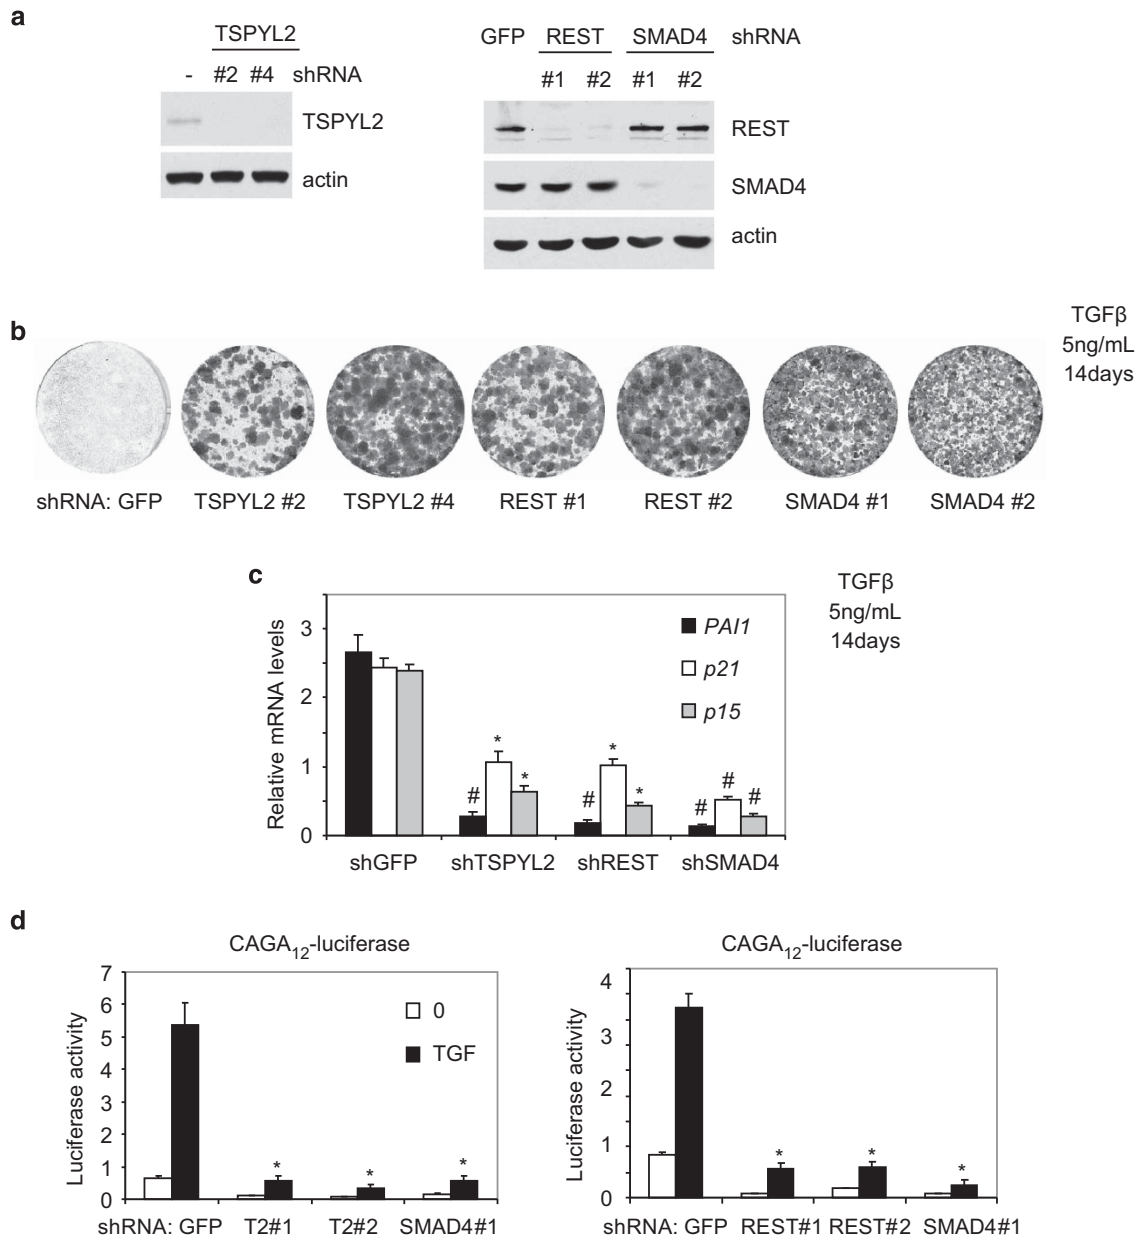 a
TSPYL2
- #2 #4 shRNA
TSPYL2
actin
GFP REST SMAD4 shRNA
#1 #2 #1 #2
REST
SMAD4
actin
b
TGFβ
5ng/mL
14days
shRNA: GFP TSPYL2 #2 TSPYL2 #4 REST #1 REST #2 SMAD4 #1 SMAD4 #2
c
TGFβ
5ng/mL
14days
Relative mRNA levels
3
2
1
0
PAI1
p21
p15
# * *
# * *
# # #
shGFP shTSPYL2 shREST shSMAD4
d
CAGA12-luciferase
Luciferase activity
7
6
5
4
3
2
1
0
0
TGF
* * *
shRNA: GFP T2#1 T2#2 SMAD4#1
CAGA12-luciferase
Luciferase activity
4
3
2
1
0
* * *
shRNA: GFP REST#1 REST#2 SMAD4#1